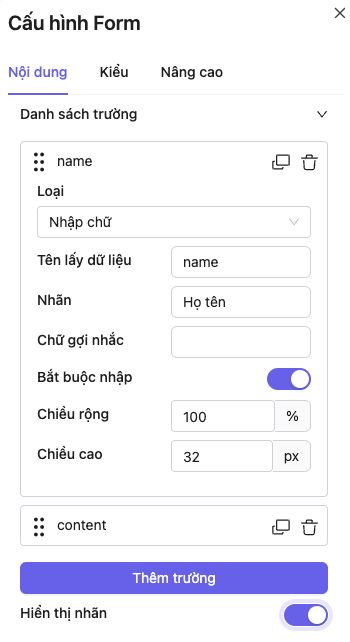 Cấu hình Form
Nội dung Kiểu Nâng cao
Danh sách trường
name
Loại
Nhập chữ
Tên lấy dữ liệu name
Nhãn Họ tên
Chữ gợi nhắc
Bắt buộc nhập
Chiều rộng 100 %
Chiều cao 32 px
content
Thêm trường
Hiển thị nhãn